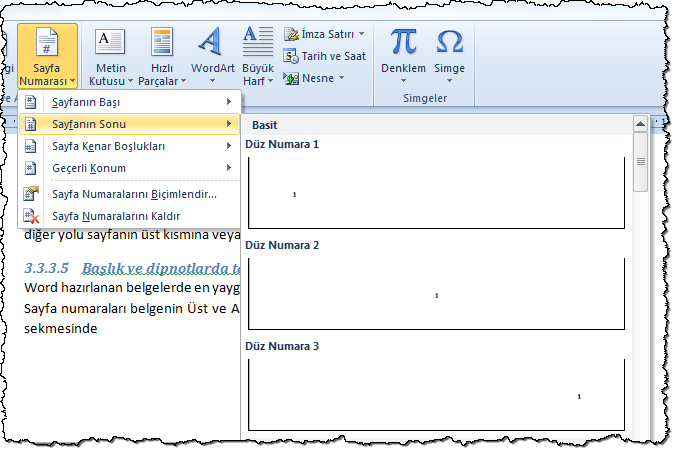 Sayfa
Numarası
Metin
Kutusu
Hızlı
Parçalar
WordArt
Büyük
Harf
İmza Satırı
Tarih ve Saat
Nesne
Denklem
Simge
Simgeler
Sayfanın Başı
Sayfanın Sonu
Sayfa Kenar Boşlukları
Geçerli Konum
Sayfa Numaralarını Biçimlendir...
Sayfa Numaralarını Kaldır
Basit
Düz Numara 1
1
Düz Numara 2
1
Düz Numara 3
1
diğer yolu sayfanın üst kısmına veya
3.3.3.5 Başlık ve dipnotlarda
Word hazırlanan belgelerde en yayg
Sayfa numaraları belgenin Üst ve A
sekmesinde